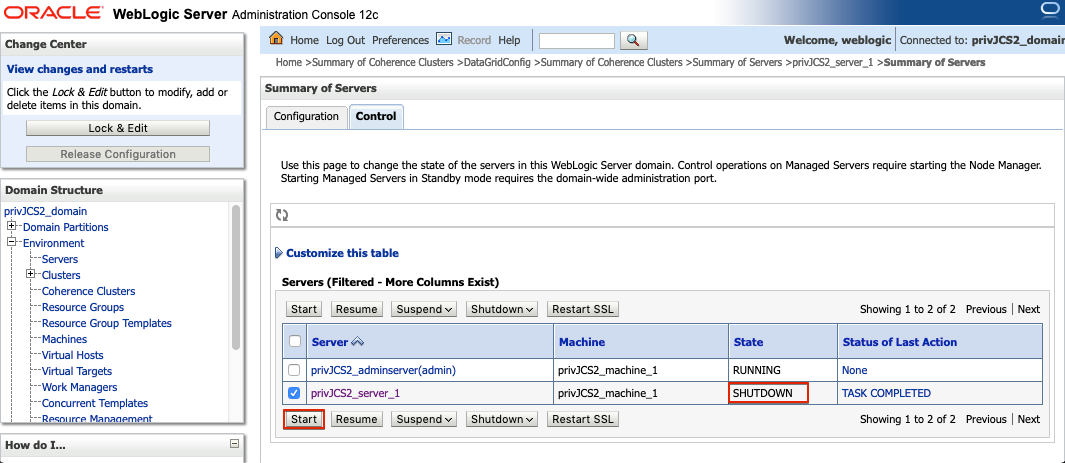 ORACLE WebLogic Server Administration Console 12c
Change Center
View changes and restarts
Click the Lock & Edit button to modify, add or
delete items in this domain.
Lock & Edit
Release Configuration
Domain Structure
privJCS2_domain
Domain Partitions
Environment
Servers
Clusters
Coherence Clusters
Resource Groups
Resource Group Templates
Machines
Virtual Hosts
Virtual Targets
Work Managers
Concurrent Templates
Resource Management
How do I...
Home Log Out Preferences Record Help
Welcome, weblogic Connected to: privJCS2_domain
Home >Summary of Coherence Clusters >DataGridConfig >Summary of Coherence Clusters >Summary of Servers >privJCS2_server_1 >Summary of Servers
Summary of Servers
Configuration Control
Use this page to change the state of the servers in this WebLogic Server domain. Control operations on Managed Servers require starting the Node Manager.
Starting Managed Servers in Standby mode requires the domain-wide administration port.
Customize this table
Servers (Filtered - More Columns Exist)
Start Resume Suspend Shutdown Restart SSL Showing 1 to 2 of 2 Previous | Next
Server Machine State Status of Last Action
privJCS2_adminserver(admin) privJCS2_machine_1 RUNNING None
privJCS2_server_1 privJCS2_machine_1 SHUTDOWN TASK COMPLETED
Start Resume Suspend Shutdown Restart SSL Showing 1 to 2 of 2 Previous | Next